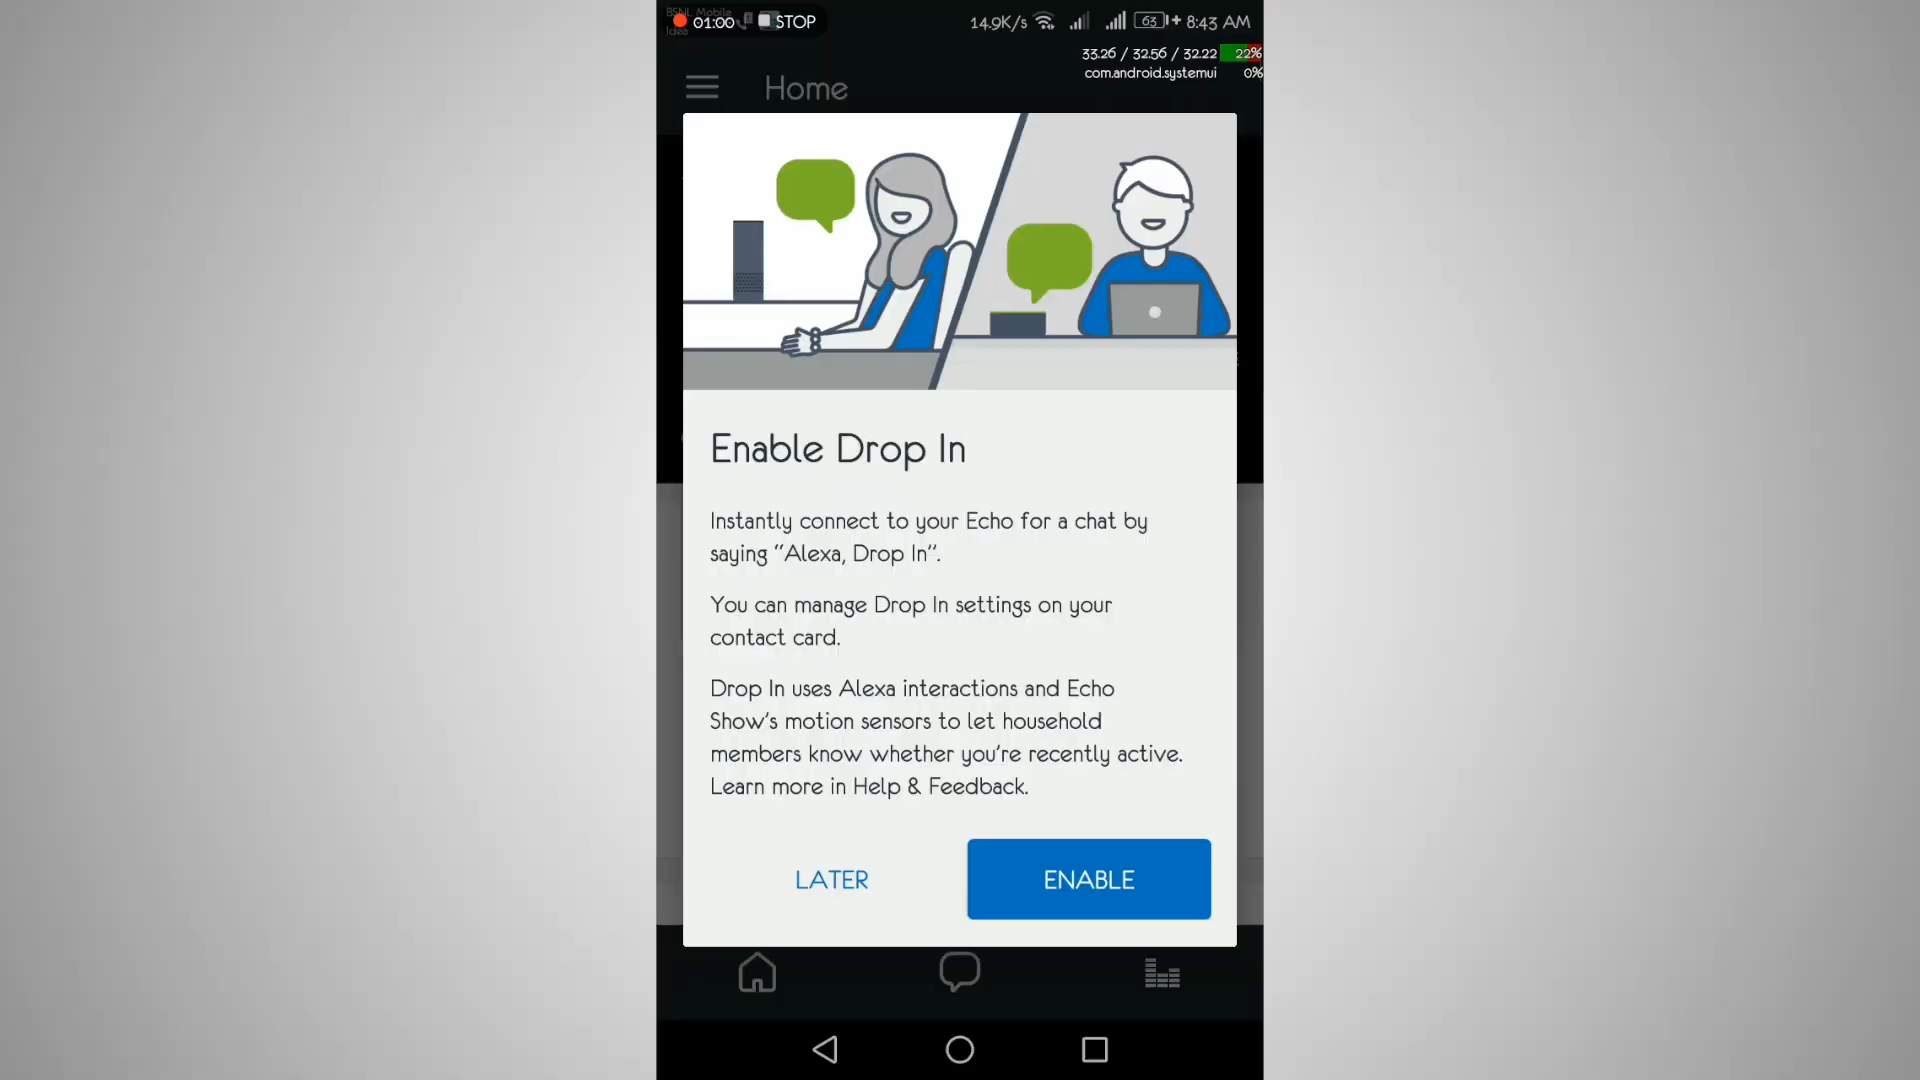 BSNL Mobile
Idea
01:00 STOP
14.9K/s 63 8:43 AM
33.26 / 32.56 / 32.22 22%
com.android.systemui 0%
Home
Enable Drop In
Instantly connect to your Echo for a chat by
saying “Alexa, Drop In”.
You can manage Drop In settings on your
contact card.
Drop In uses Alexa interactions and Echo
Show’s motion sensors to let household
members know whether you’re recently active.
Learn more in Help & Feedback.
LATER ENABLE